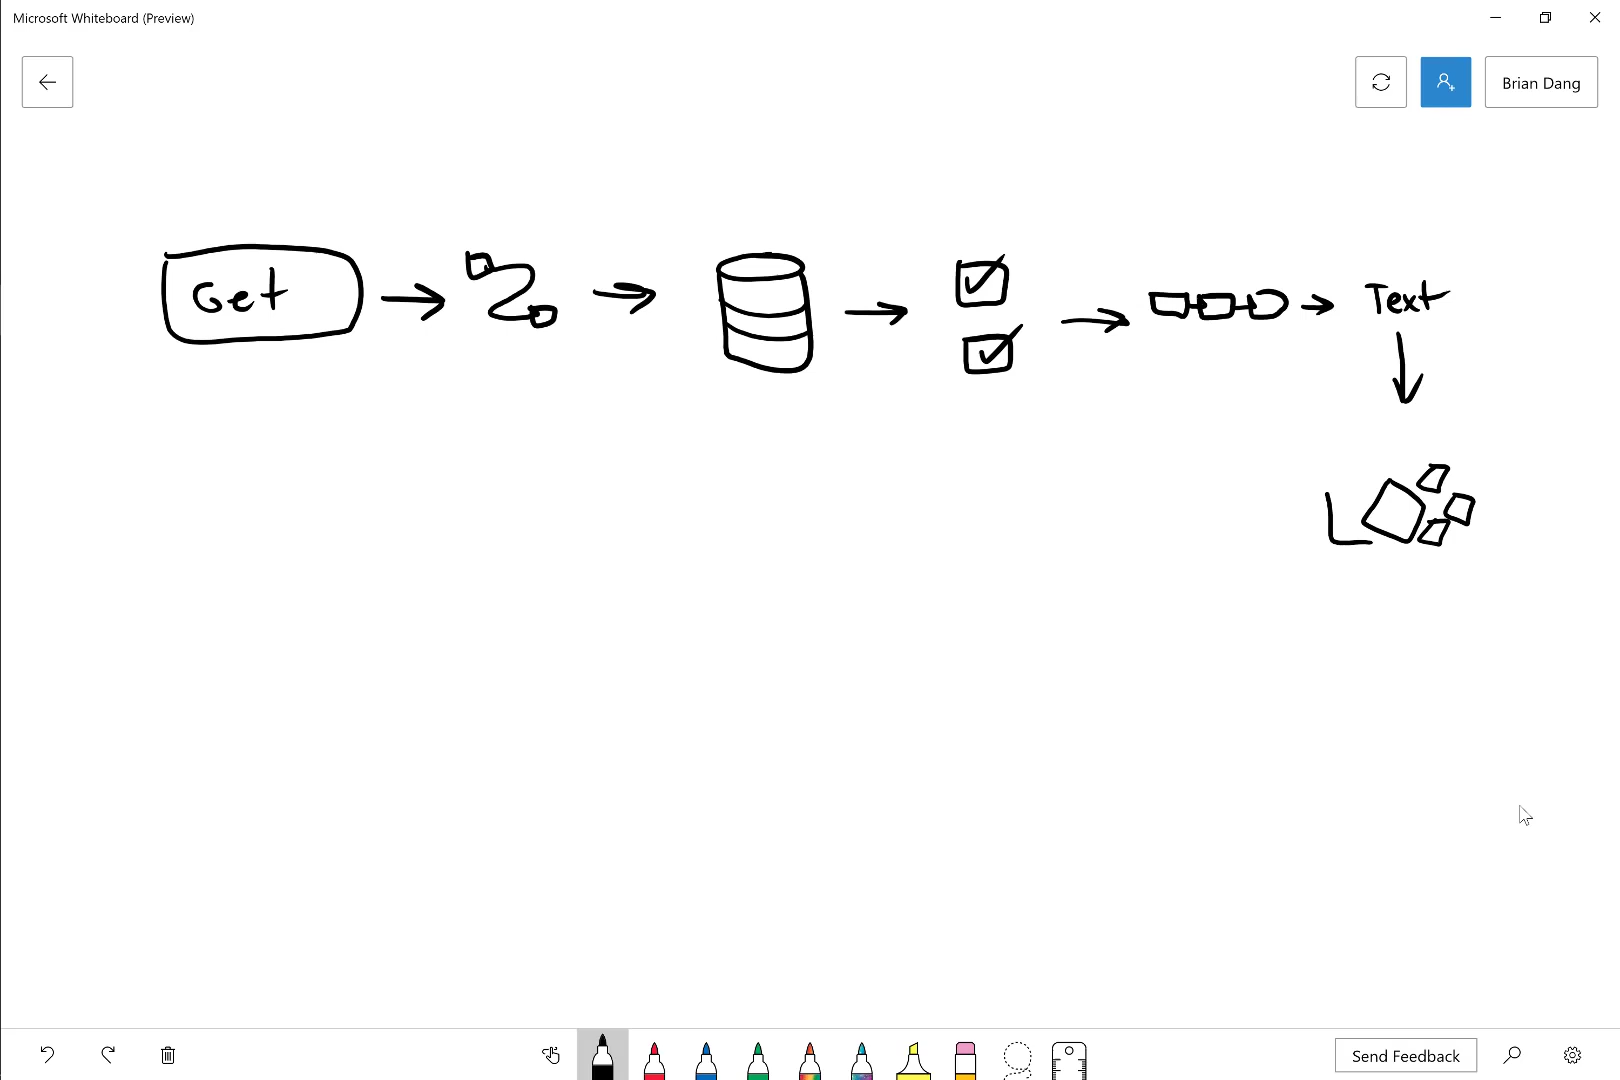 Microsoft Whiteboard (Preview)
Brian Dang
Get
Text
Send Feedback